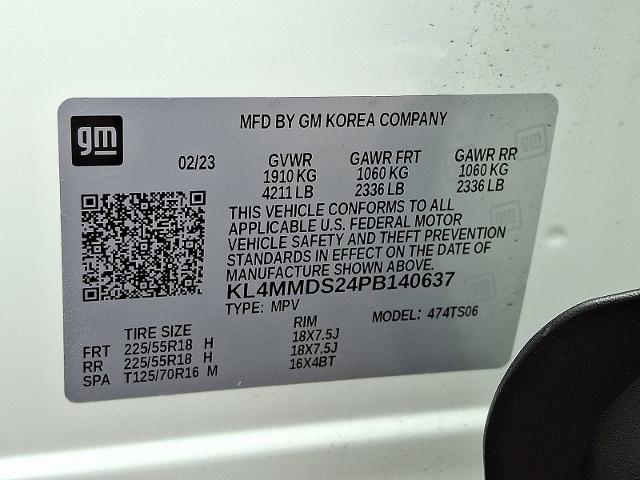 gm
MFD BY GM KOREA COMPANY
02/23 GVWR GAWR FRT GAWR RR
1910 KG 1060 KG 1060 KG
4211 LB 2336 LB 2336 LB
THIS VEHICLE CONFORMS TO ALL
APPLICABLE U.S. FEDERAL MOTOR
VEHICLE SAFETY AND THEFT PREVENTION
STANDARDS IN EFFECT ON THE DATE OF
MANUFACTURE SHOWN ABOVE.
KL4MMDS24PB140637
TYPE: MPV MODEL: 474TS06
TIRE SIZE RIM
FRT 225/55R18 H 18X7.5J
RR 225/55R18 H 18X7.5J
SPA T125/70R16 M 16X4BT